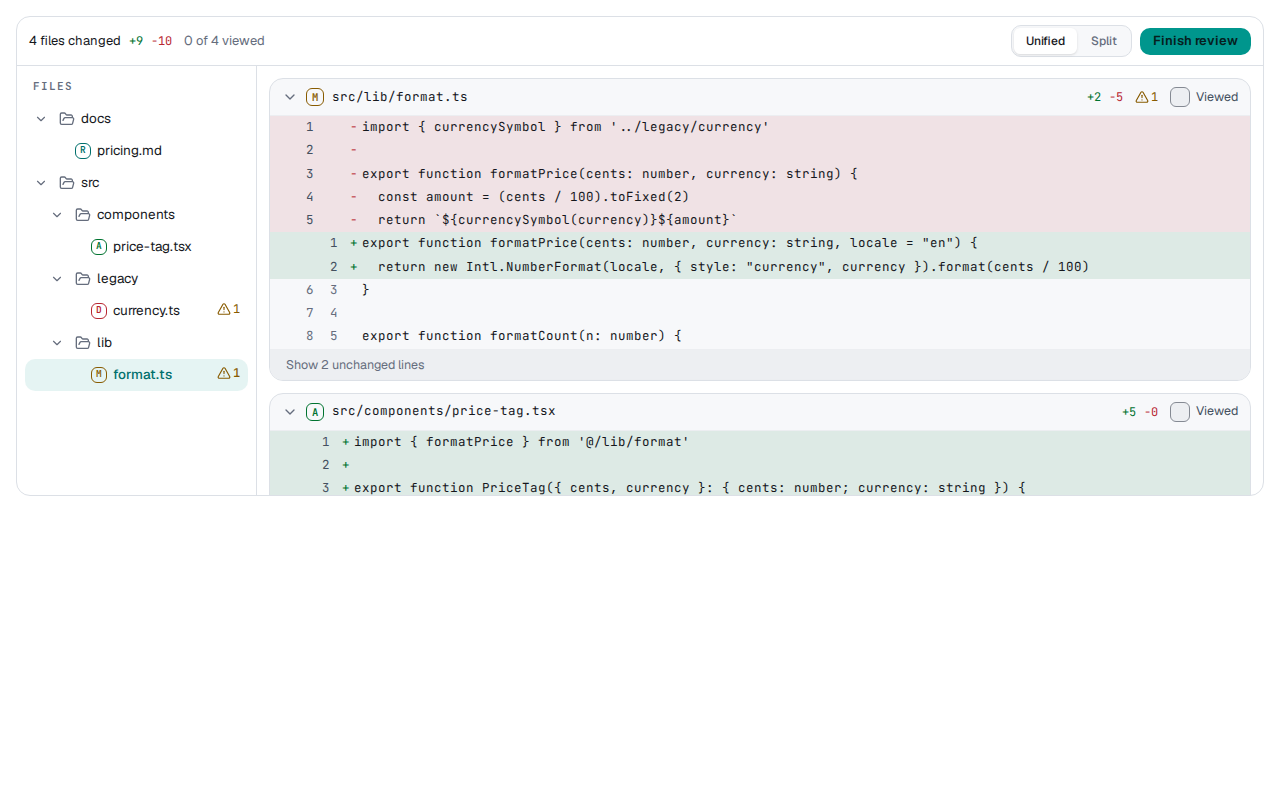 4 files changed +9 -10 0 of 4 viewed
Unified Split Finish review
FILES
docs
R pricing.md
src
components
A price-tag.tsx
legacy
D currency.ts 1
lib
M format.ts 1
M src/lib/format.ts +2 -5 1 Viewed
1 - import { currencySymbol } from '../legacy/currency'
2 -
3 - export function formatPrice(cents: number, currency: string) {
4 - const amount = (cents / 100).toFixed(2)
5 - return `${currencySymbol(currency)}${amount}`
1 + export function formatPrice(cents: number, currency: string, locale = "en") {
2 + return new Intl.NumberFormat(locale, { style: "currency", currency }).format(cents / 100)
6 3 }
7 4
8 5 export function formatCount(n: number) {
Show 2 unchanged lines
A src/components/price-tag.tsx +5 -0 Viewed
1 + import { formatPrice } from '@/lib/format'
2 +
3 + export function PriceTag({ cents, currency }: { cents: number; currency: string }) {